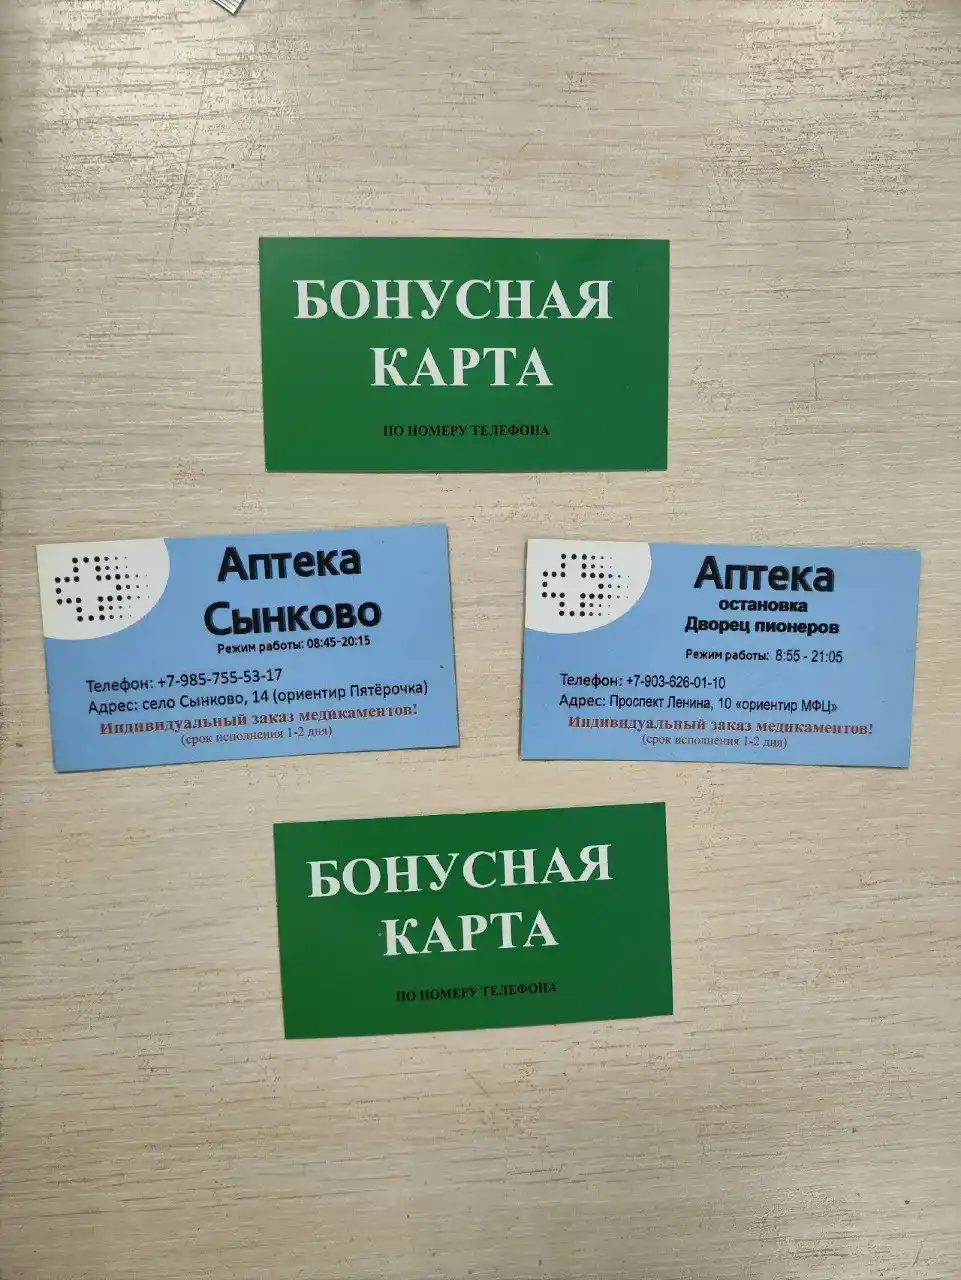 БОНУСНАЯ
КАРТА
ПО НОМЕРУ ТЕЛЕФОНА
Аптека
Сынково
Режим работы: 08:45-20:15
Телефон: +7-985-755-53-17
Адрес: село Сынково, 14 (ориентир Пятёрочка)
Индивидуальный заказ медикаментов!
(срок исполнения 1-2 дня)
Аптека
остановка
Дворец пионеров
Режим работы: 8:55 - 21:05
Телефон: +7-903-626-01-10
Адрес: Проспект Ленина, 10 «ориентир МФЦ»
Индивидуальный заказ медикаментов!
(срок исполнения 1-2 дня)
БОНУСНАЯ
КАРТА
ПО НОМЕРУ ТЕЛЕФОНА